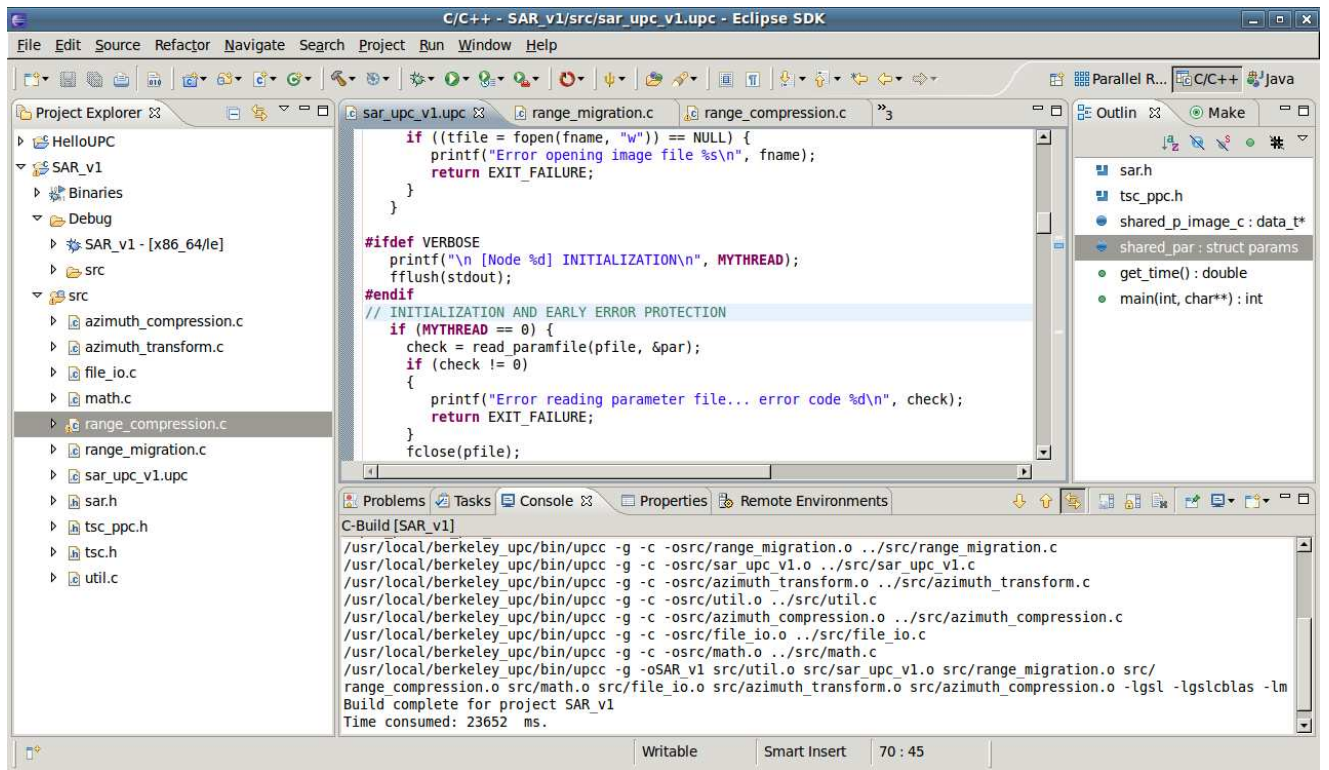 C/C++ - SAR_v1/src/sar_upc_v1.upc - Eclipse SDK
File Edit Source Refactor Navigate Search Project Run Window Help
Parallel R... C/C++ Java
Project Explorer
HelloUPC
SAR_v1
Binaries
Debug
SAR_v1 - [x86_64/le]
src
src
azimuth_compression.c
azimuth_transform.c
file_io.c
math.c
range_compression.c
range_migration.c
sar_upc_v1.upc
sar.h
tsc_ppc.h
tsc.h
util.c
sar_upc_v1.upc range_migration.c range_compression.c »3
if ((tfile = fopen(fname, "w")) == NULL) {
printf("Error opening image file %s\n", fname);
return EXIT_FAILURE;
}
}
#ifdef VERBOSE
printf("\n [Node %d] INITIALIZATION\n", MYTHREAD);
fflush(stdout);
#endif
// INITIALIZATION AND EARLY ERROR PROTECTION
if (MYTHREAD == 0) {
check = read_paramfile(pfile, &par);
if (check != 0)
{
printf("Error reading parameter file... error code %d\n", check);
return EXIT_FAILURE;
}
fclose(pfile);
Outlin Make
sar.h
tsc_ppc.h
shared_p_image_c : data_t*
shared_par : struct params
get_time() : double
main(int, char**) : int
Problems Tasks Console Properties Remote Environments
C-Build [SAR_v1]
/usr/local/berkeley_upc/bin/upcc -g -c -osrc/range_migration.o ../src/range_migration.c
/usr/local/berkeley_upc/bin/upcc -g -c -osrc/sar_upc_v1.o ../src/sar_upc_v1.c
/usr/local/berkeley_upc/bin/upcc -g -c -osrc/azimuth_transform.o ../src/azimuth_transform.c
/usr/local/berkeley_upc/bin/upcc -g -c -osrc/util.o ../src/util.c
/usr/local/berkeley_upc/bin/upcc -g -c -osrc/azimuth_compression.o ../src/azimuth_compression.c
/usr/local/berkeley_upc/bin/upcc -g -c -osrc/file_io.o ../src/file_io.c
/usr/local/berkeley_upc/bin/upcc -g -c -osrc/math.o ../src/math.c
/usr/local/berkeley_upc/bin/upcc -g -oSAR_v1 src/util.o src/sar_upc_v1.o src/range_migration.o src/
range_compression.o src/math.o src/file_io.o src/azimuth_transform.o src/azimuth_compression.o -lgsl -lgslcblas -lm
Build complete for project SAR_v1
Time consumed: 23652 ms.
Writable Smart Insert 70 : 45